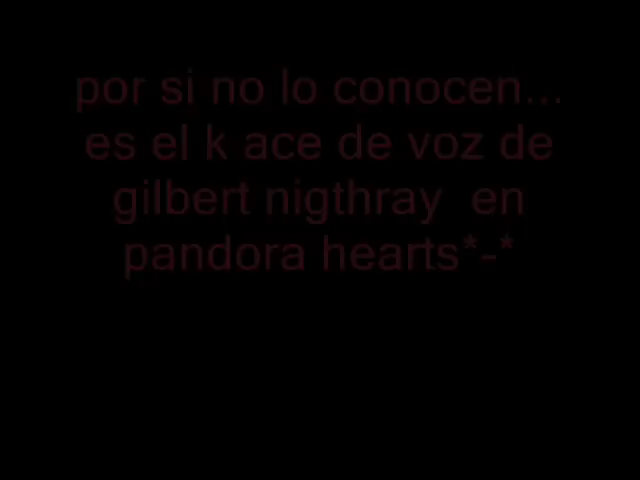 por si no lo conocen...
es el k ace de voz de
gilbert nigthray  en
pandora hearts*-*